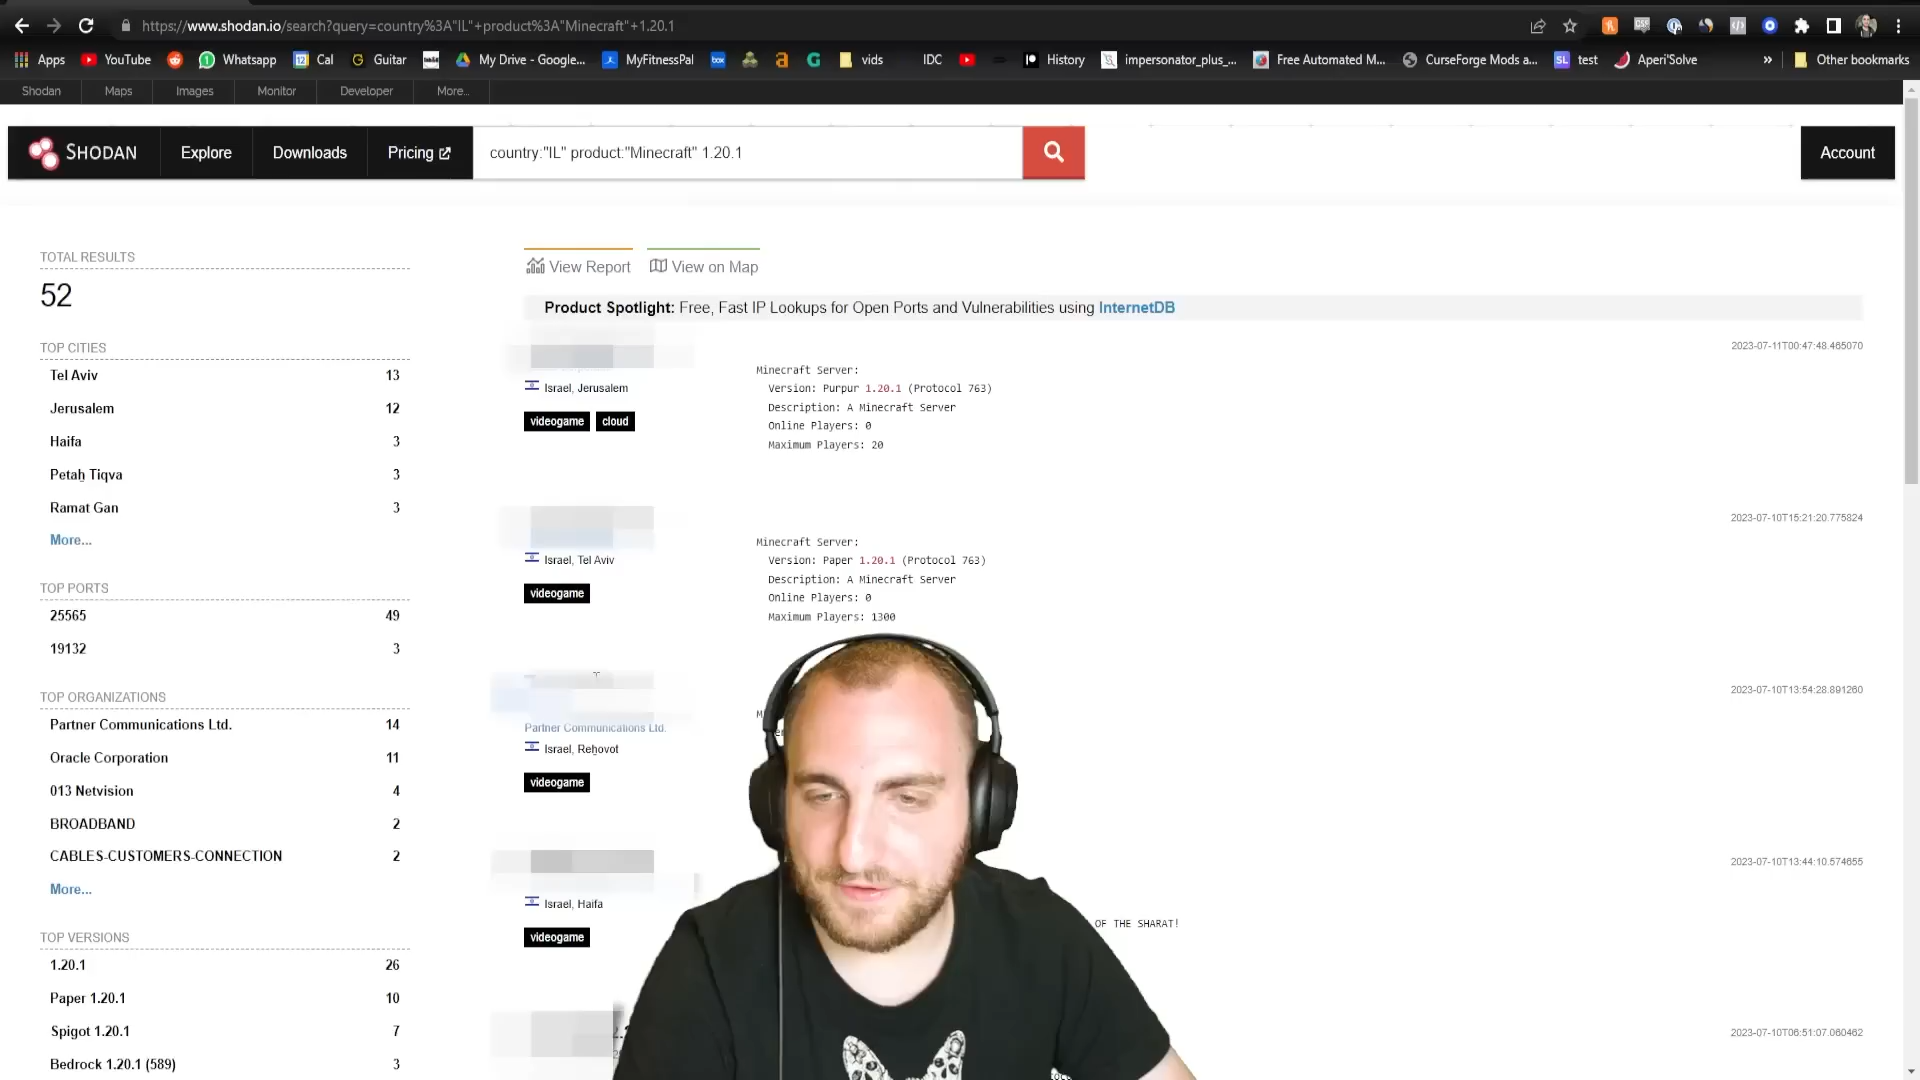 https://www.shodan.io/search?query=country%3A"IL"+product%3A"Minecraft"+1.20.1
Apps
YouTube
Whatsapp
Cal
Guitar
My Drive - Google...
MyFitnessPal
vids
IDC
History
impersonator_plus_...
Free Automated M...
CurseForge Mods a...
SL
test
Aperi'Solve
»
Other bookmarks
Shodan
Maps
Images
Monitor
Developer
More...
SHODAN
Explore
Downloads
Pricing
country:"IL" product:"Minecraft" 1.20.1
Account
TOTAL RESULTS
52
TOP CITIES
Tel Aviv 13
Jerusalem 12
Haifa 3
Petaẖ Tiqva 3
Ramat Gan 3
More...
TOP PORTS
25565 49
19132 3
TOP ORGANIZATIONS
Partner Communications Ltd. 14
Oracle Corporation 11
013 Netvision 4
BROADBAND 2
CABLES-CUSTOMERS-CONNECTION 2
More...
TOP VERSIONS
1.20.1 26
Paper 1.20.1 10
Spigot 1.20.1 7
Bedrock 1.20.1 (589) 3
View Report
View on Map
Product Spotlight: Free, Fast IP Lookups for Open Ports and Vulnerabilities using InternetDB
2023-07-11T00:47:48.465070
Israel, Jerusalem
videogame
cloud
Minecraft Server:
Version: Purpur 1.20.1 (Protocol 763)
Description: A Minecraft Server
Online Players: 0
Maximum Players: 20
2023-07-10T15:21:20.775824
Israel, Tel Aviv
videogame
Minecraft Server:
Version: Paper 1.20.1 (Protocol 763)
Description: A Minecraft Server
Online Players: 0
Maximum Players: 1300
2023-07-10T13:54:28.891260
Partner Communications Ltd.
Israel, Reẖovot
videogame
2023-07-10T13:44:10.574655
Israel, Haifa
videogame
OF THE SHARAT!
2023-07-10T06:51:07.060462